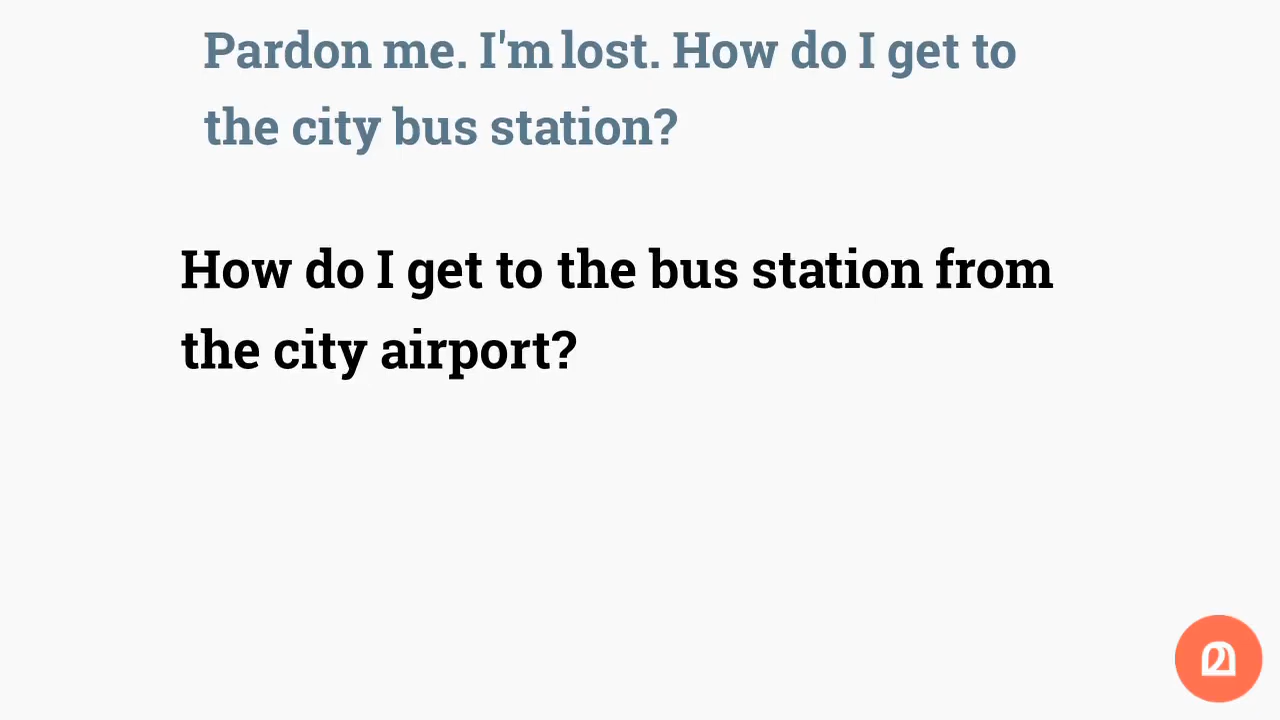 Pardon me. I'm lost. How do I get to
the city bus station?
How do I get to the bus station from
the city airport?
മ